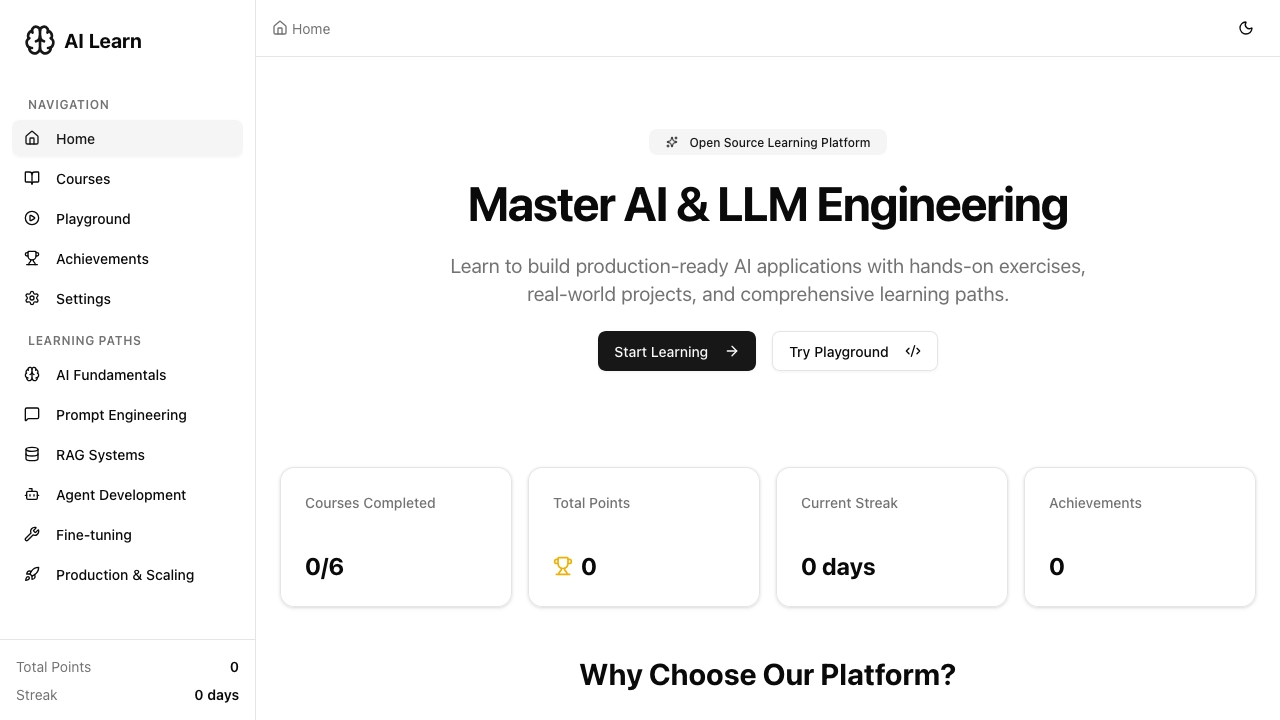 AI Learn
NAVIGATION
Home
Courses
Playground
Achievements
Settings
LEARNING PATHS
AI Fundamentals
Prompt Engineering
RAG Systems
Agent Development
Fine-tuning
Production & Scaling
Total Points 0
Streak 0 days
Home
Open Source Learning Platform
Master AI & LLM Engineering
Learn to build production-ready AI applications with hands-on exercises,
real-world projects, and comprehensive learning paths.
Start Learning
Try Playground
Courses Completed
0/6
Total Points
0
Current Streak
0 days
Achievements
0
Why Choose Our Platform?